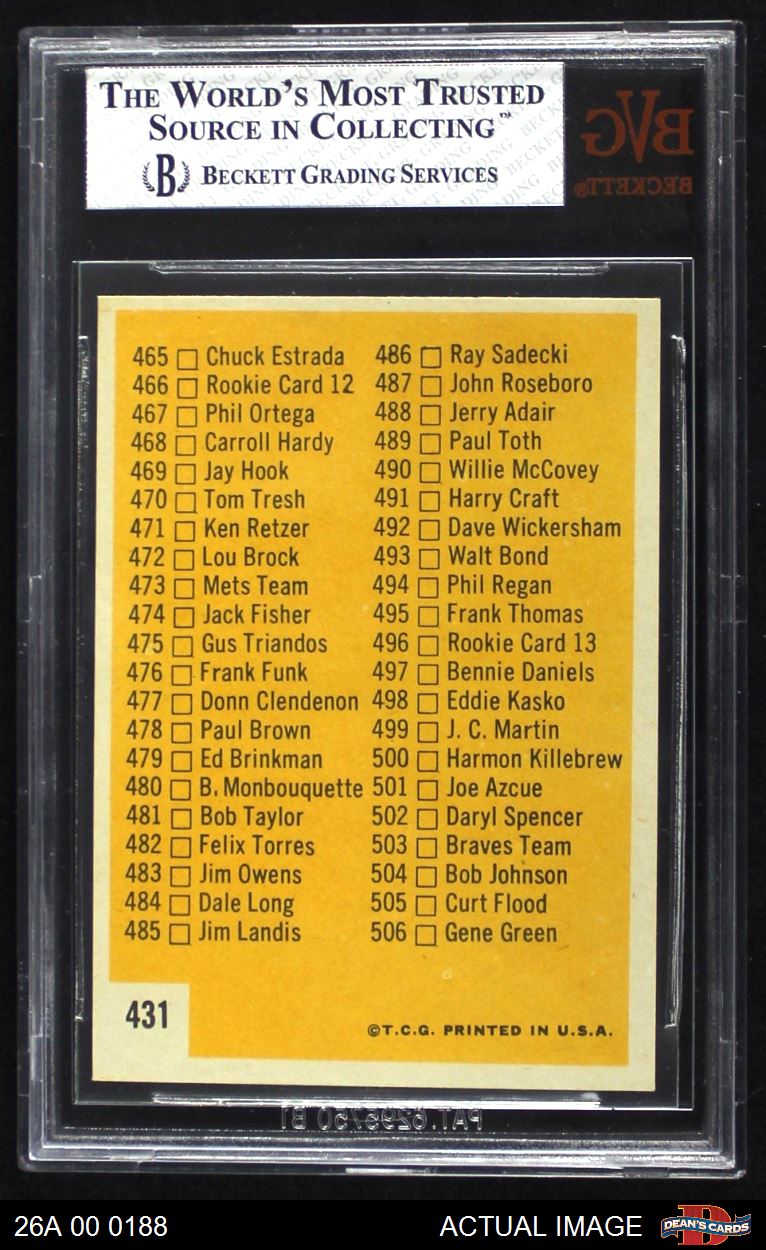 THE WORLD'S MOST TRUSTED
SOURCE IN COLLECTING™
B BECKETT GRADING SERVICES
BVG
BECKETT®
465 Chuck Estrada
466 Rookie Card 12
467 Phil Ortega
468 Carroll Hardy
469 Jay Hook
470 Tom Tresh
471 Ken Retzer
472 Lou Brock
473 Mets Team
474 Jack Fisher
475 Gus Triandos
476 Frank Funk
477 Donn Clendenon
478 Paul Brown
479 Ed Brinkman
480 B. Monbouquette
481 Bob Taylor
482 Felix Torres
483 Jim Owens
484 Dale Long
485 Jim Landis
486 Ray Sadecki
487 John Roseboro
488 Jerry Adair
489 Paul Toth
490 Willie McCovey
491 Harry Craft
492 Dave Wickersham
493 Walt Bond
494 Phil Regan
495 Frank Thomas
496 Rookie Card 13
497 Bennie Daniels
498 Eddie Kasko
499 J. C. Martin
500 Harmon Killebrew
501 Joe Azcue
502 Daryl Spencer
503 Braves Team
504 Bob Johnson
505 Curt Flood
506 Gene Green
431
©T.C.G. PRINTED IN U.S.A.
PAT. 6295750 B1
26A 00 0188
ACTUAL IMAGE
DEAN'S CARDS